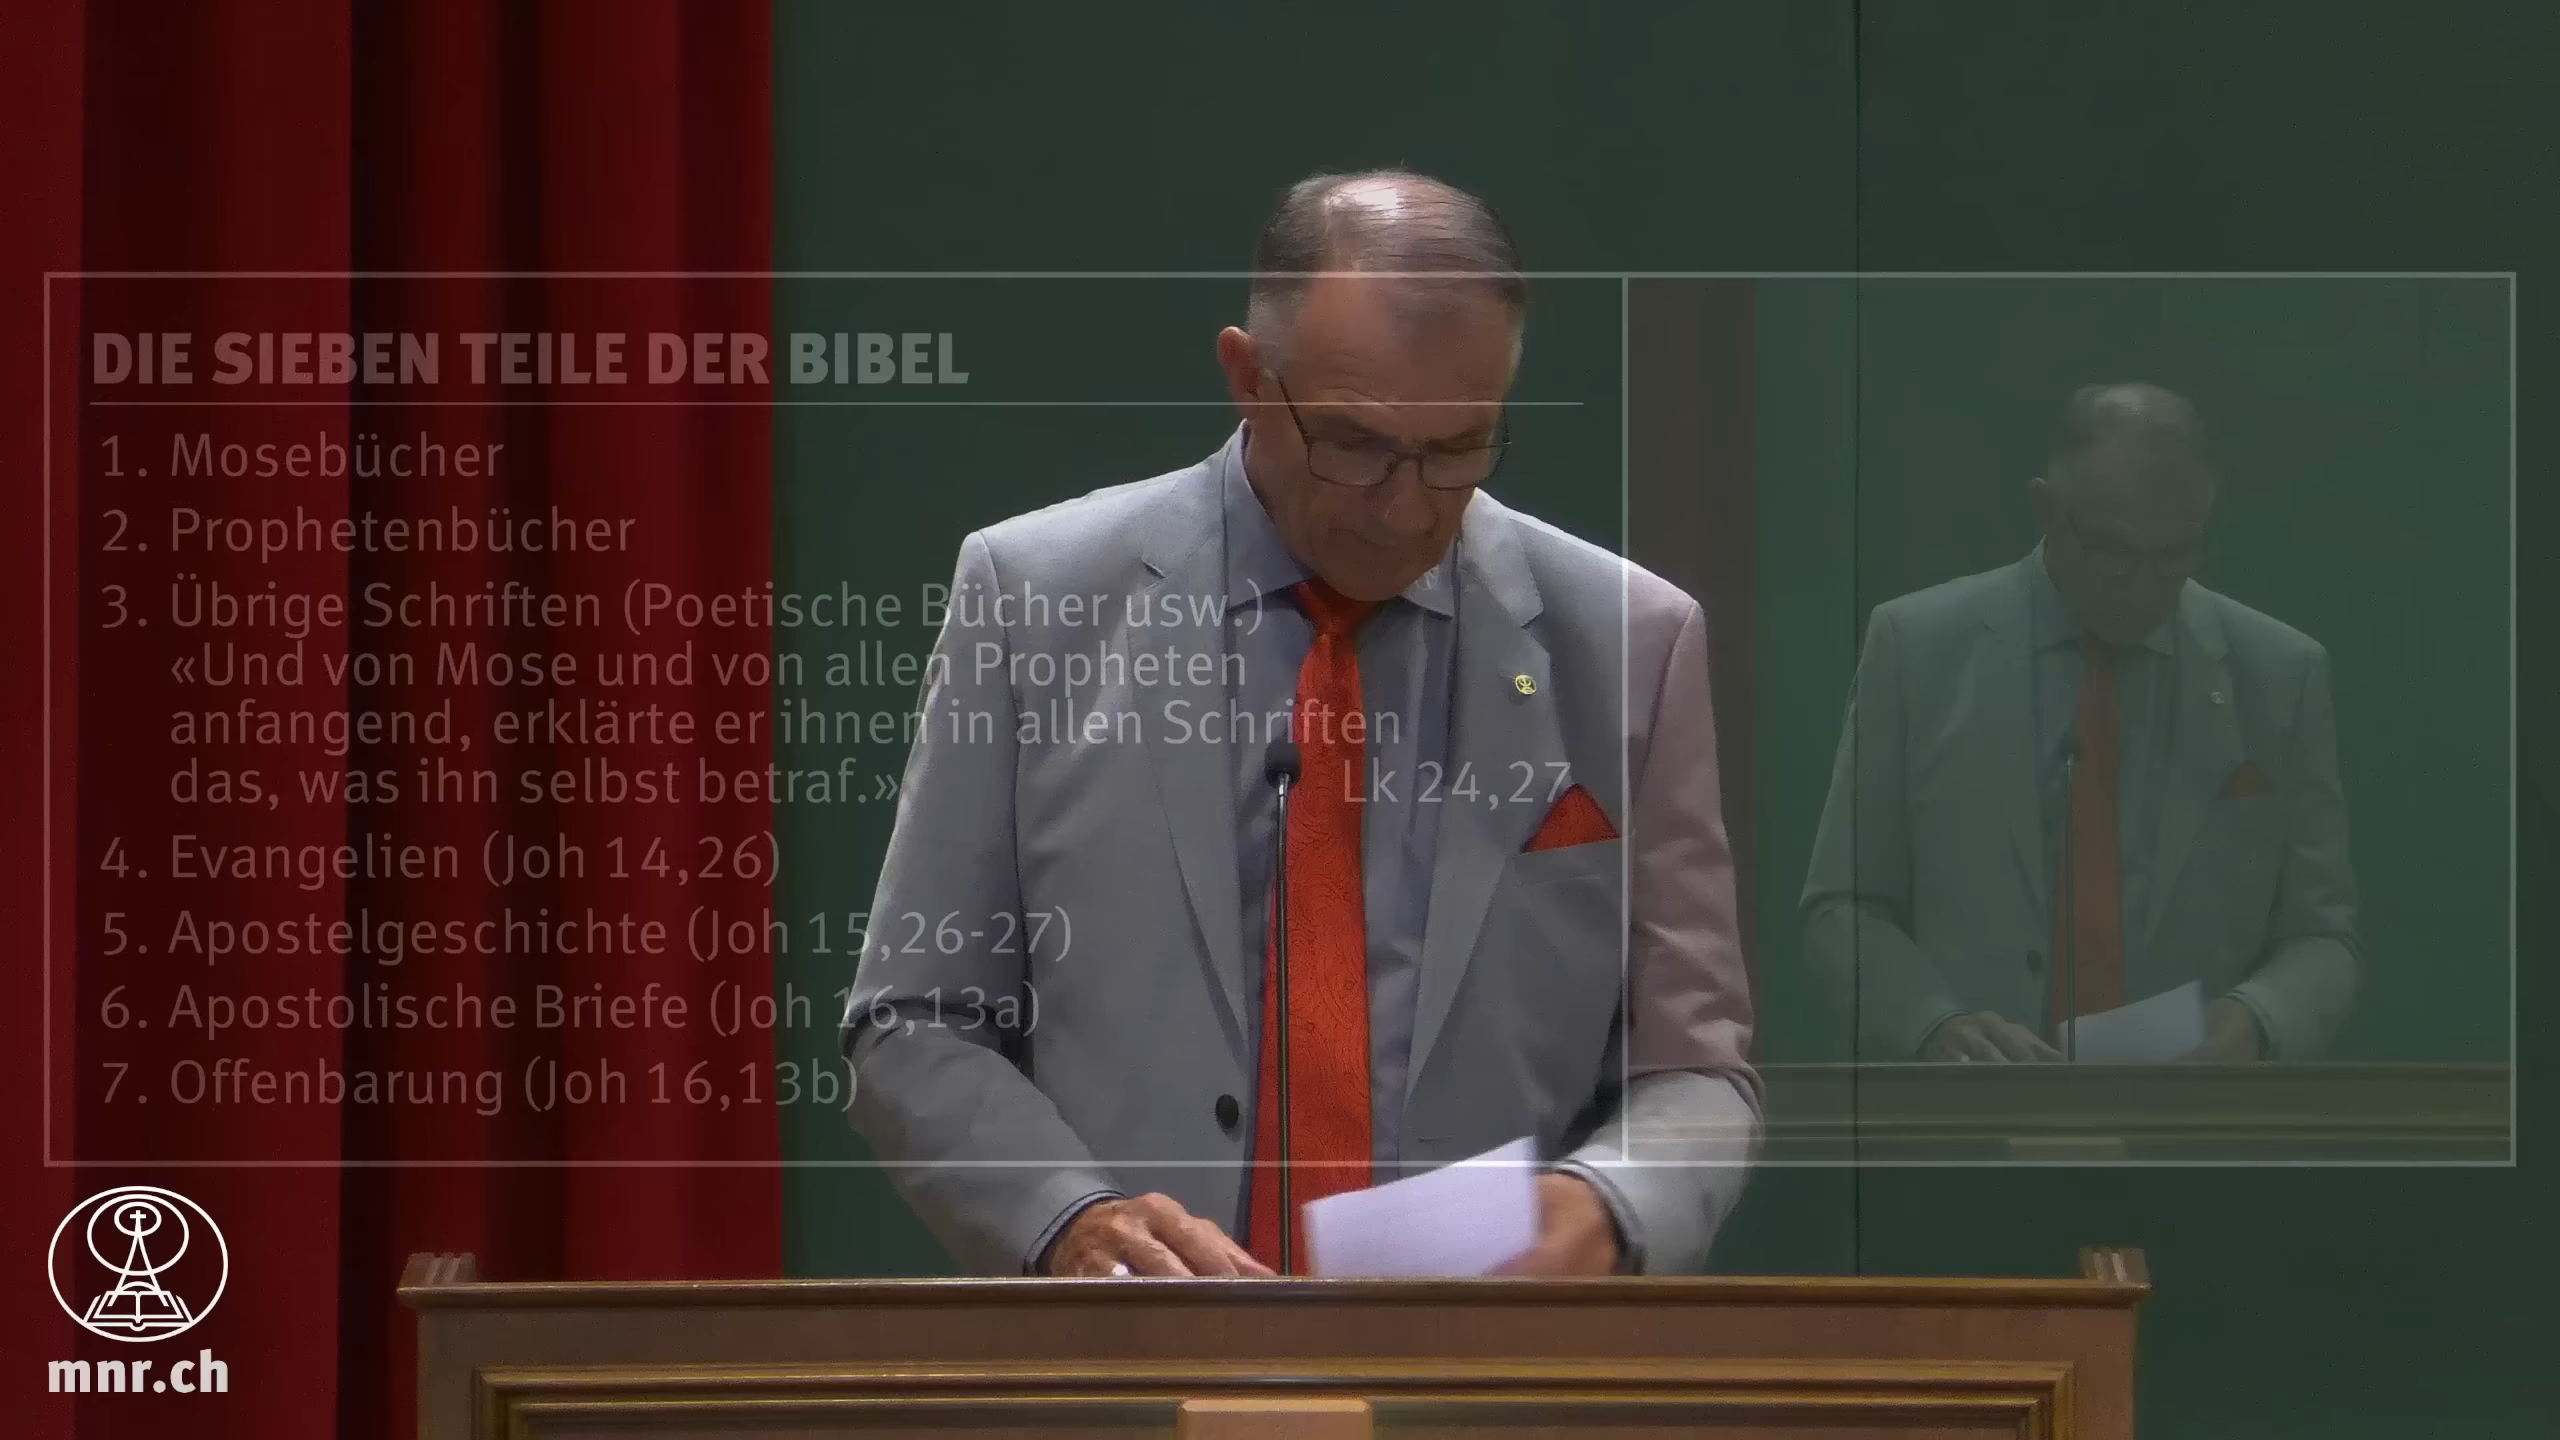 DIE SIEBEN TEILE DER BIBEL
1. Mosebücher
2. Prophetenbücher
3. Übrige Schriften (Poetische Bücher usw.)
«Und von Mose und von allen Propheten
anfangend, erklärte er ihnen in allen Schriften
das, was ihn selbst betraf.» Lk 24,27
4. Evangelien (Joh 14,26)
5. Apostelgeschichte (Joh 15,26-27)
6. Apostolische Briefe (Joh 16,13a)
7. Offenbarung (Joh 16,13b)
mnr.ch